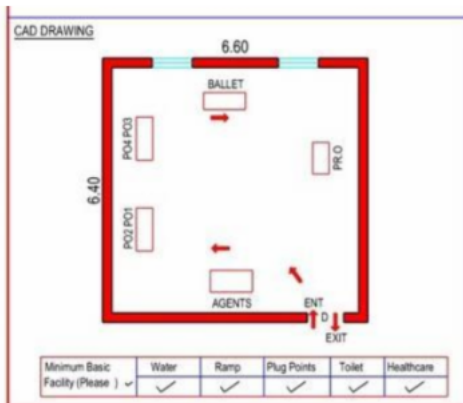 CAD DRAWING
6.60
BALLET
PO4 PO3
PR.O
6.40
PO2 PO1
AGENTS
ENT
D
EXIT
Minimum Basic Facility (Please ) ✓
Water
Ramp
Plug Points
Toilet
Healthcare
✓ ✓ ✓ ✓ ✓